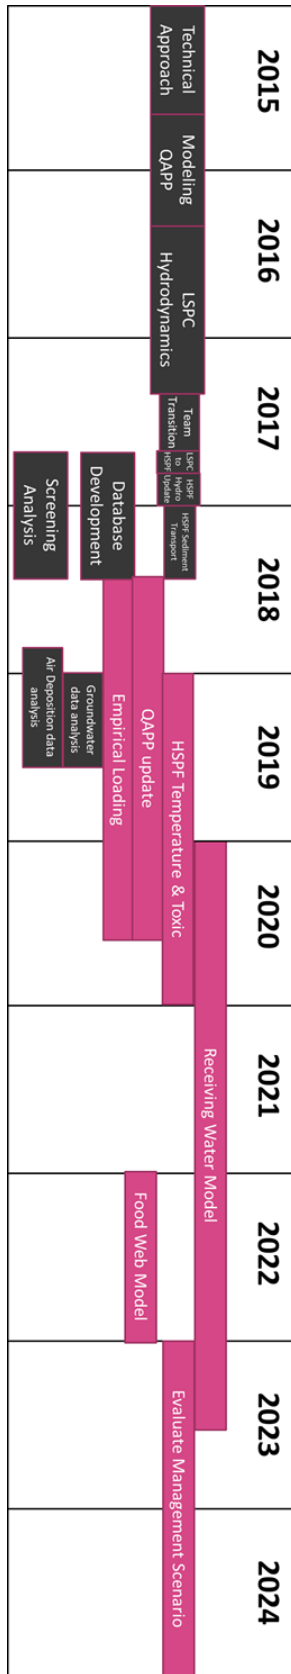 2015
2016
2017
2018
2019
2020
2021
2022
2023
2024
Receiving Water Model
Technical
Approach
Modeling
QAPP
LSPC
Hydrodynamics
Team
Transition
LSPC
to
HSPF
HSPF
Hydro
Update
HSPF Sediment
Transport
HSPF Temperature & Toxic
Evaluate Management Scenario
QAPP update
Food Web Model
Database
Development
Empirical Loading
Screening
Analysis
Groundwater
data analysis
Air Deposition data
analysis